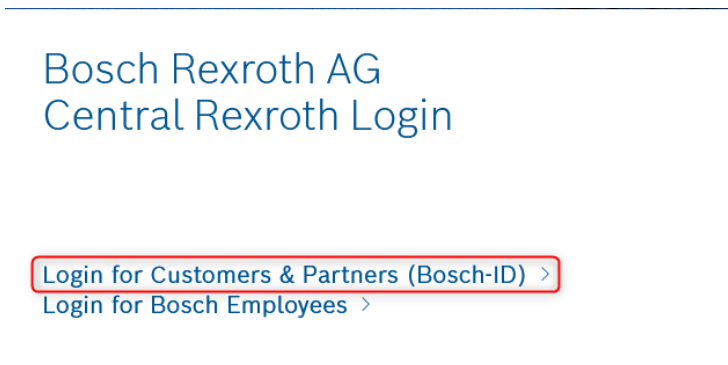 Bosch Rexroth AG
Central Rexroth Login
Login for Customers & Partners (Bosch-ID) >
Login for Bosch Employees >